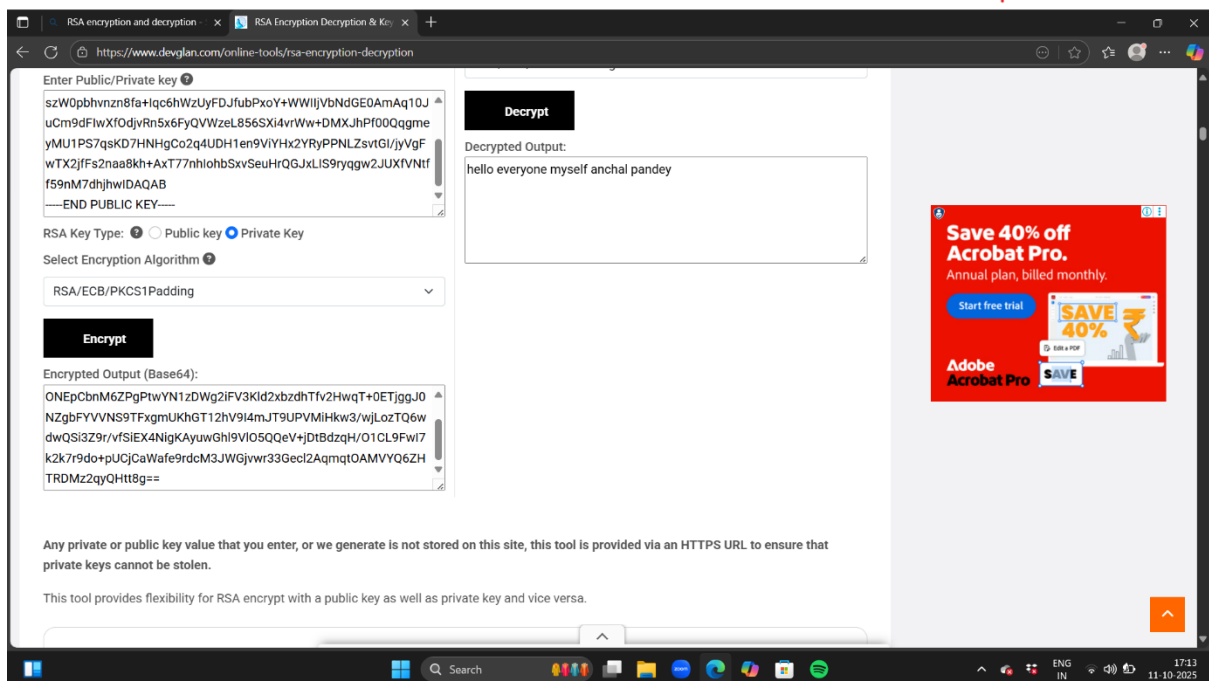 RSA encryption and decryption -
RSA Encryption Decryption & Key
https://www.devglan.com/online-tools/rsa-encryption-decryption
Enter Public/Private key
szW0pbhvnzn8fa+Iqc6hWzUyFDJfubPxoY+WWIIjVbNdGE0AmAq10J
uCm9dFIwXfOdjvRn5x6FyQVWzeL856SXi4vrWw+DMXJhPf00Qqgme
yMU1PS7qsKD7HNHgCo2q4UDH1en9ViYHx2YRyPPNLZsvtGI/jyVgF
wTX2jfFs2naa8kh+AxT77nhIohbSxvSeuHrQGJxLIS9ryqgw2JUXfVNtf
f59nM7dhjhwIDAQAB
-----END PUBLIC KEY-----
RSA Key Type: Public key Private Key
Select Encryption Algorithm
RSA/ECB/PKCS1Padding
Encrypt
Encrypted Output (Base64):
ONEpCbnM6ZPgPtwYN1zDWg2iFV3Kld2xbzdhTfv2HwqT+0ETjggJ0
NZgbFYVVNS9TFxgmUKhGT12hV9I4mJT9UPVMiHkw3/wjLozTQ6w
dwQSi3Z9r/vfSiEX4NigKAyuwGhl9VlO5QQeV+jDtBdzqH/O1CL9FwI7
k2k7r9do+pUCjCaWafe9rdcM3JWGjvwr33Gecl2AqmqtOAMVYQ6ZH
TRDMz2qyQHtt8g==
Decrypt
Decrypted Output:
hello everyone myself anchal pandey
Save 40% off
Acrobat Pro.
Annual plan, billed monthly.
Start free trial
SAVE
40%
Edit a PDF
SAVE
Adobe
Acrobat Pro
Any private or public key value that you enter, or we generate is not stored on this site, this tool is provided via an HTTPS URL to ensure that
private keys cannot be stolen.
This tool provides flexibility for RSA encrypt with a public key as well as private key and vice versa.
Search
zoom
ENG
IN
17:13
11-10-2025